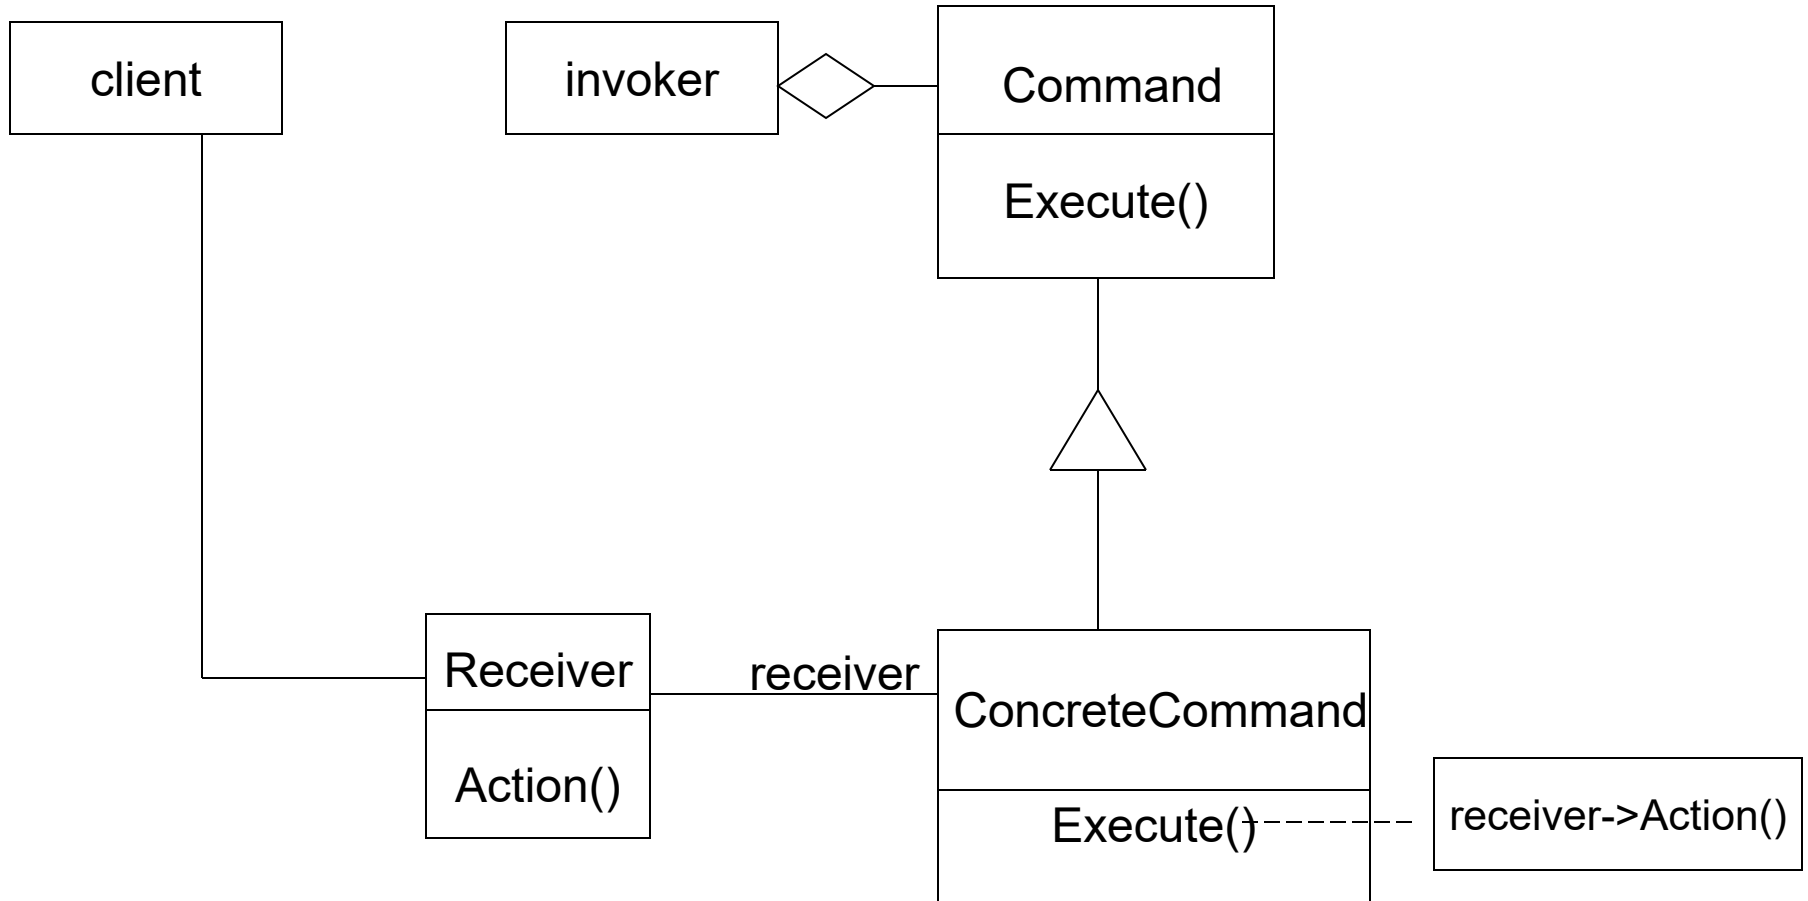 client
invoker
Command
Execute()
Receiver
receiver
ConcreteCommand
Action()
Execute()
receiver->Action()